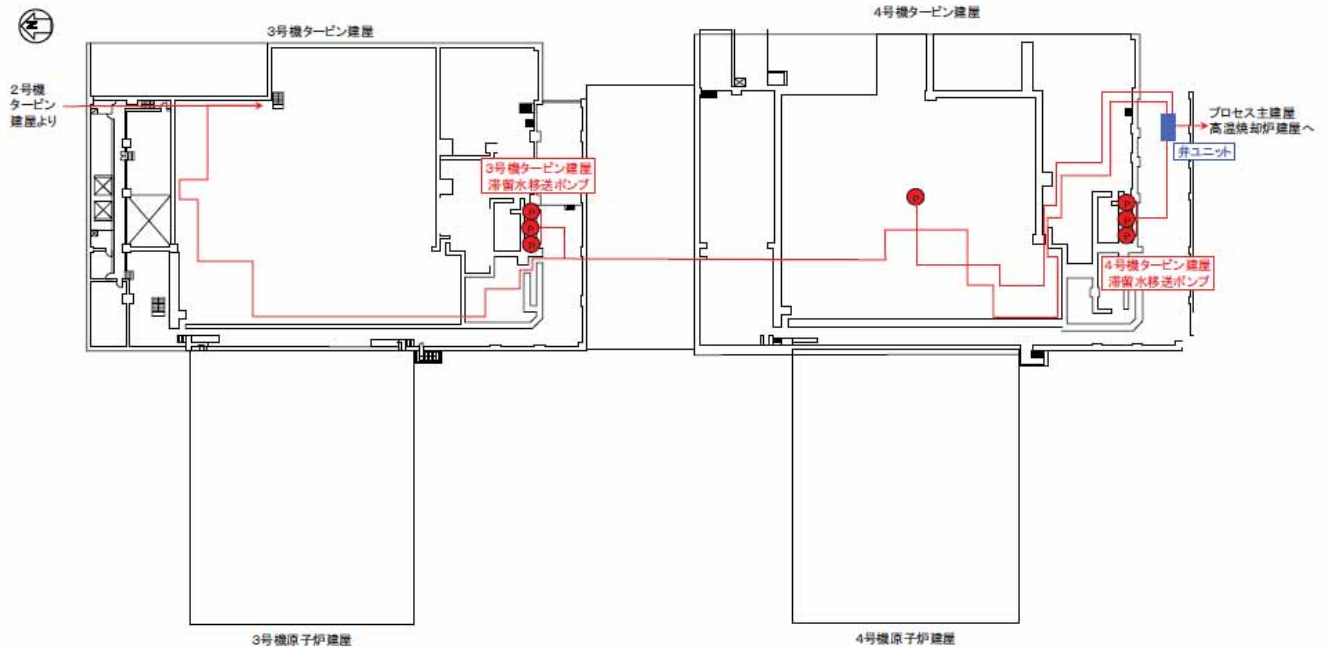 N
3号機タービン建屋
4号機タービン建屋
2号機
タービン
建屋より
プロセス主建屋
高温焼却炉建屋へ
弁ユニット
3号機タービン建屋
滞留水移送ポンプ
P
P
P
P
P
P
P
4号機タービン建屋
滞留水移送ポンプ
3号機原子炉建屋
4号機原子炉建屋